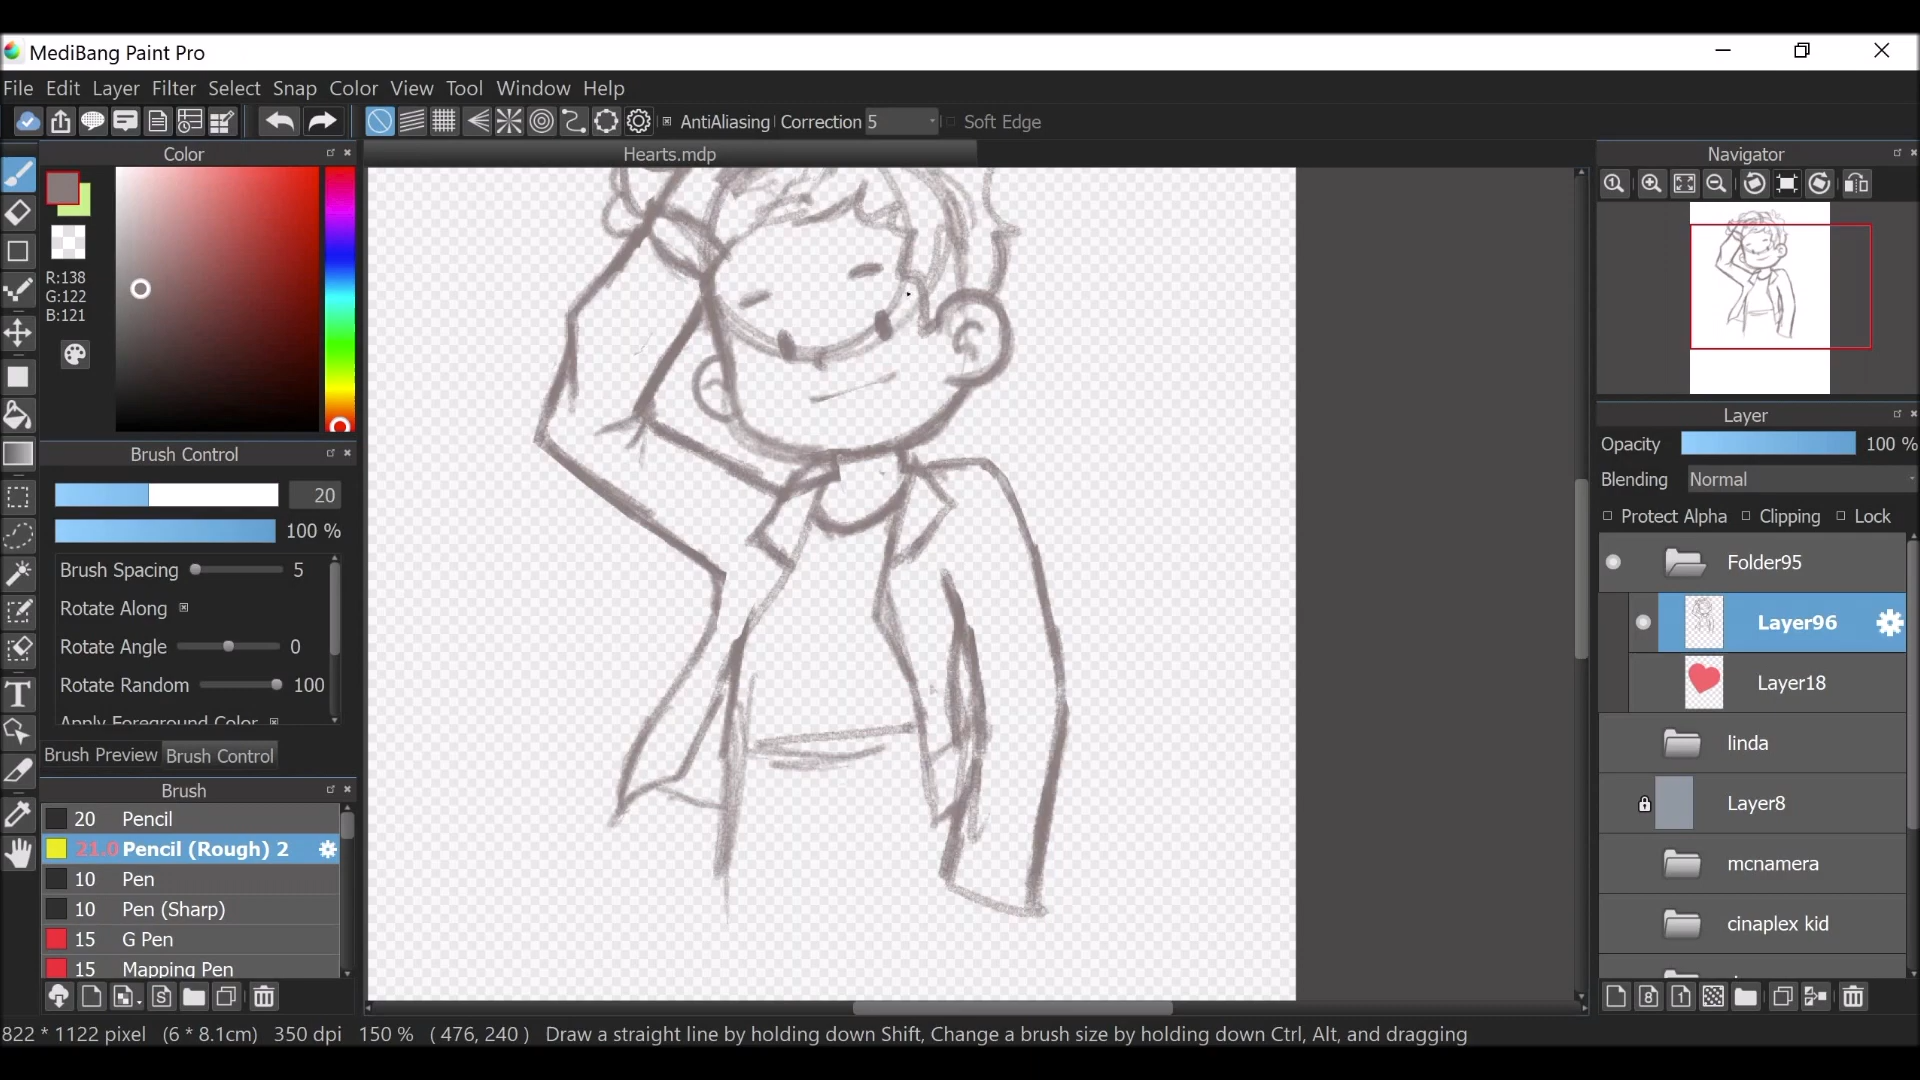 MediBang Paint Pro
File Edit Layer Filter Select Snap Color View Tool Window Help
AntiAliasing Correction 5 Soft Edge
Color
Hearts.mdp
Navigator
R:138
G:122
B:121
Layer
Opacity 100 %
Brush Control
Blending Normal
20
Protect Alpha Clipping Lock
100 %
Folder95
Brush Spacing 5
Rotate Along
Layer96
Rotate Angle 0
Rotate Random 100
Layer18
Apply Foreground Color
Brush Preview Brush Control
linda
Brush
Layer8
20 Pencil
21.0 Pencil (Rough) 2
mcnamera
10 Pen
10 Pen (Sharp)
cinaplex kid
15 G Pen
15 Mapping Pen
822 * 1122 pixel (6 * 8.1cm) 350 dpi 150 % ( 476, 240 ) Draw a straight line by holding down Shift, Change a brush size by holding down Ctrl, Alt, and dragging